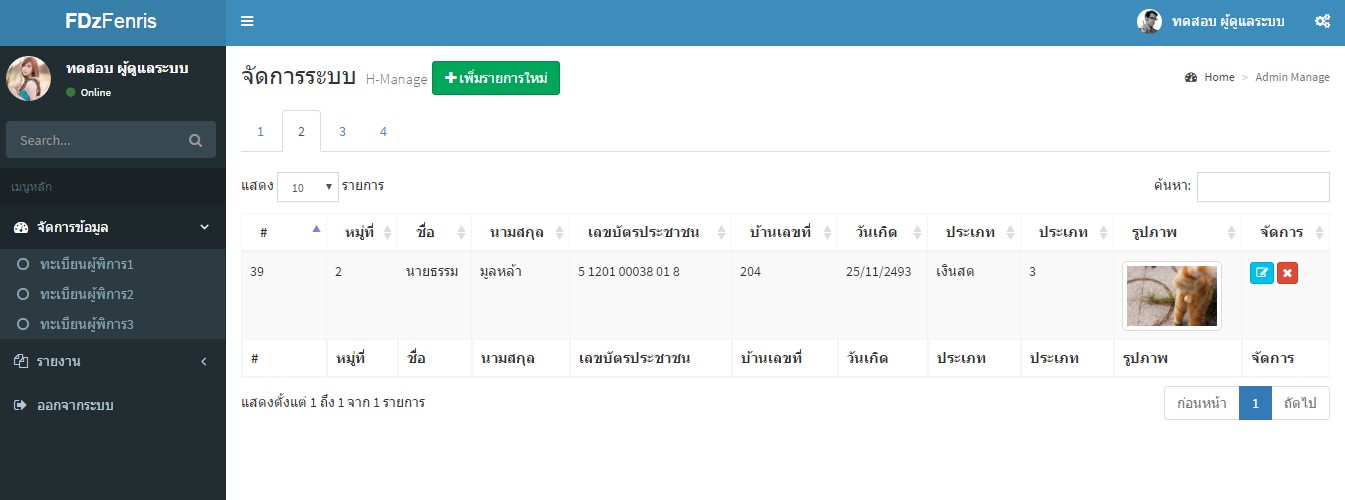 FDzFenris
ทดสอบ ผู้ดูแลระบบ
ทดสอบ ผู้ดูแลระบบ
Online
Search...
เมนูหลัก
จัดการข้อมูล
ทะเบียนผู้พิการ1
ทะเบียนผู้พิการ2
ทะเบียนผู้พิการ3
รายงาน
ออกจากระบบ
จัดการระบบ H-Manage เพิ่มรายการใหม่
Home > Admin Manage
1 2 3 4
แสดง 10 รายการ ค้นหา:
# หมู่ที่ ชื่อ นามสกุล เลขบัตรประชาชน บ้านเลขที่ วันเกิด ประเภท ประเภท รูปภาพ จัดการ
39 2 นายธรรม มูลหล้า 5 1201 00038 01 8 204 25/11/2493 เงินสด 3
# หมู่ที่ ชื่อ นามสกุล เลขบัตรประชาชน บ้านเลขที่ วันเกิด ประเภท ประเภท รูปภาพ จัดการ
แสดงตั้งแต่ 1 ถึง 1 จาก 1 รายการ
ก่อนหน้า 1 ถัดไป